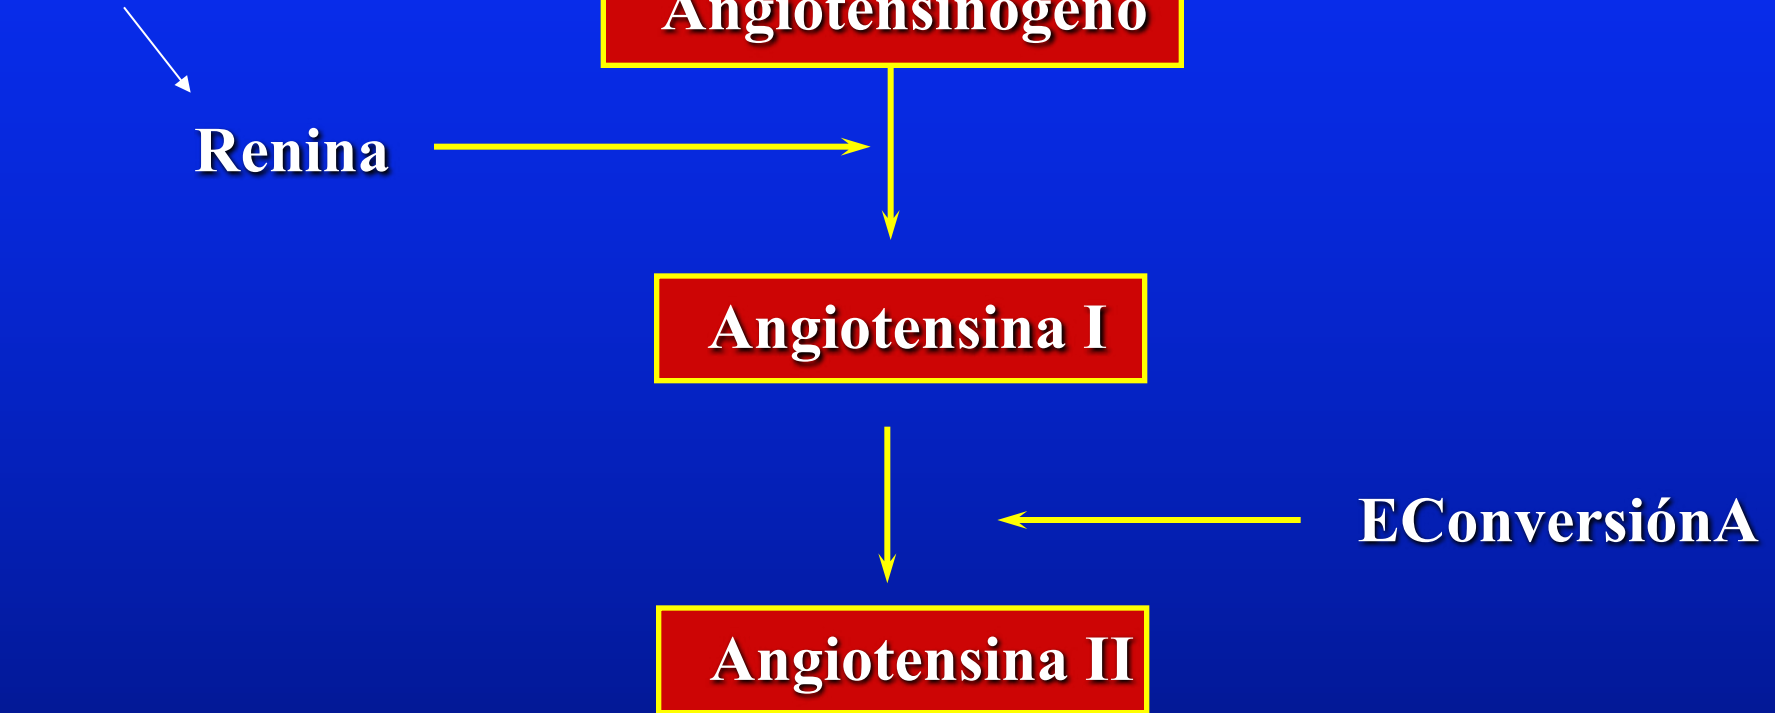 Angiotensinógeno
Renina
Angiotensina I
EConversiónA
Angiotensina II